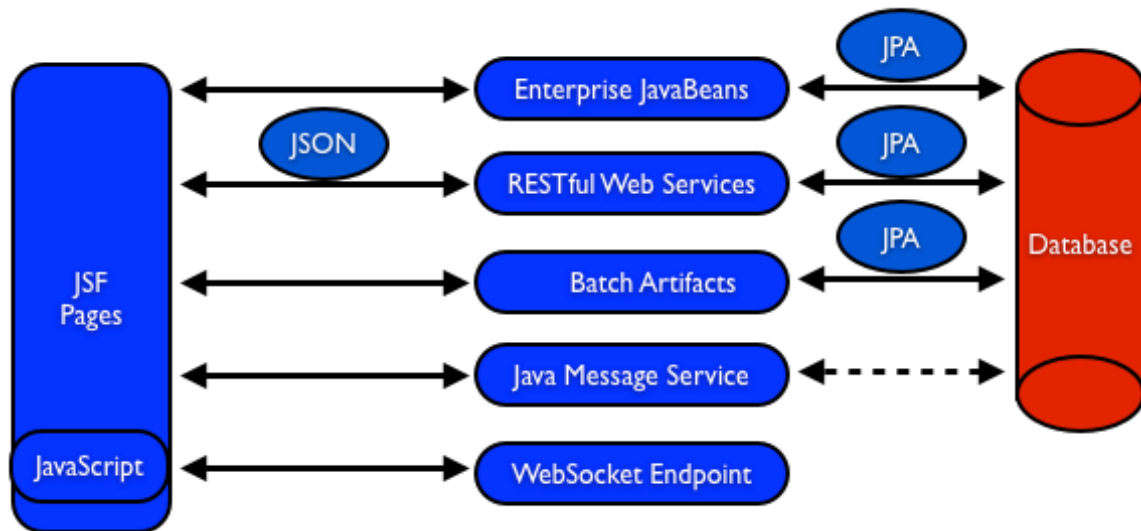 JPA
Enterprise JavaBeans
JSON
JPA
RESTful Web Services
JPA
Database
JSF
Pages
Batch Artifacts
Java Message Service
JavaScript
WebSocket Endpoint